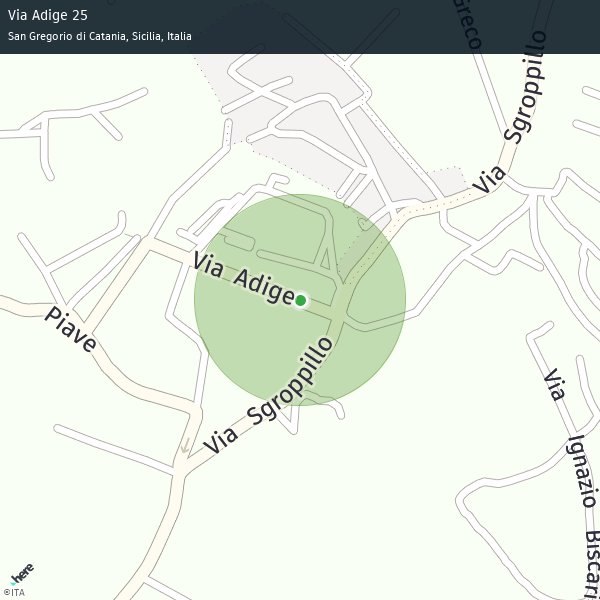 Via Adige 25
San Gregorio di Catania, Sicilia, Italia
Greco
Via Sgroppillo
Via Adige
Piave
Via Sgroppillo
Via Ignazio Biscari
here
©ITA